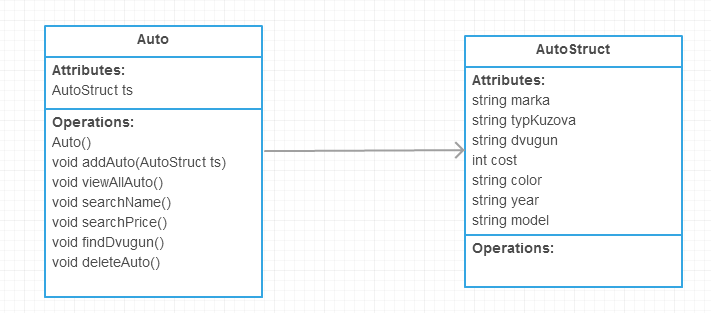 Auto
Attributes:
AutoStruct ts
Operations:
Auto()
void addAuto(AutoStruct ts)
void viewAllAuto()
void searchName()
void searchPrice()
void findDvugun()
void deleteAuto()
AutoStruct
Attributes:
string marka
string typKuzova
string dvugun
int cost
string color
string year
string model
Operations: